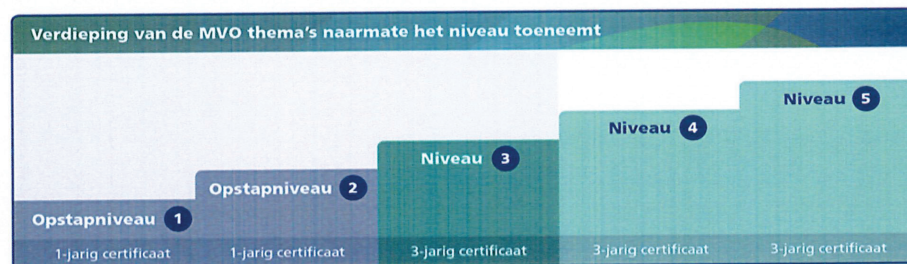 Verdieping van de MVO thema's naarmate het niveau toeneemt
Niveau 5
Niveau 4
Niveau 3
Opstapniveau 2
Opstapniveau 1
1-jarig certificaat
1-jarig certificaat
3-jarig certificaat
3-jarig certificaat
3-jarig certificaat